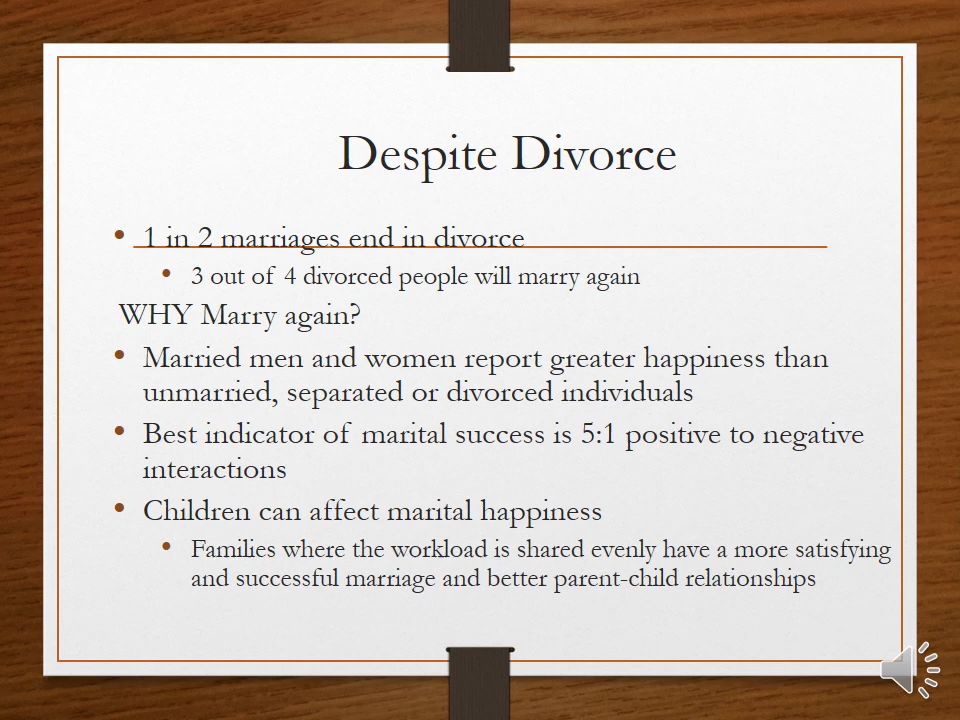 Despite Divorce
• 1 in 2 marriages end in divorce
• 3 out of 4 divorced people will marry again
WHY Marry again?
• Married men and women report greater happiness than
unmarried, separated or divorced individuals
• Best indicator of marital success is 5:1 positive to negative
interactions
• Children can affect marital happiness
• Families where the workload is shared evenly have a more satisfying
and successful marriage and better parent-child relationships